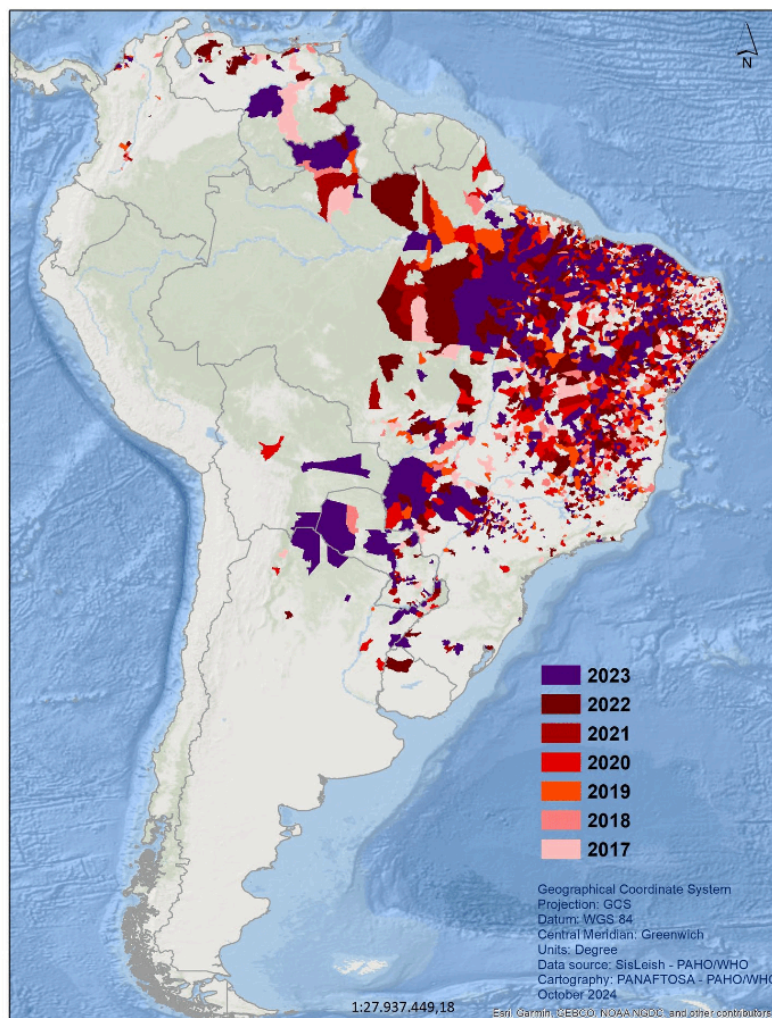 N
2023
2022
2021
2020
2019
2018
2017
Geographical Coordinate System
Projection: GCS
Datum: WGS 84
Central Meridian: Greenwich
Units: Degree
Data source: SisLeish - PAHO/WHO
Cartography: PANAFTOSA - PAHO/WHO
October 2024
1:27.937.449,18
Esri, Garmin, GEBCO, NOAA NGDC, and other contributors